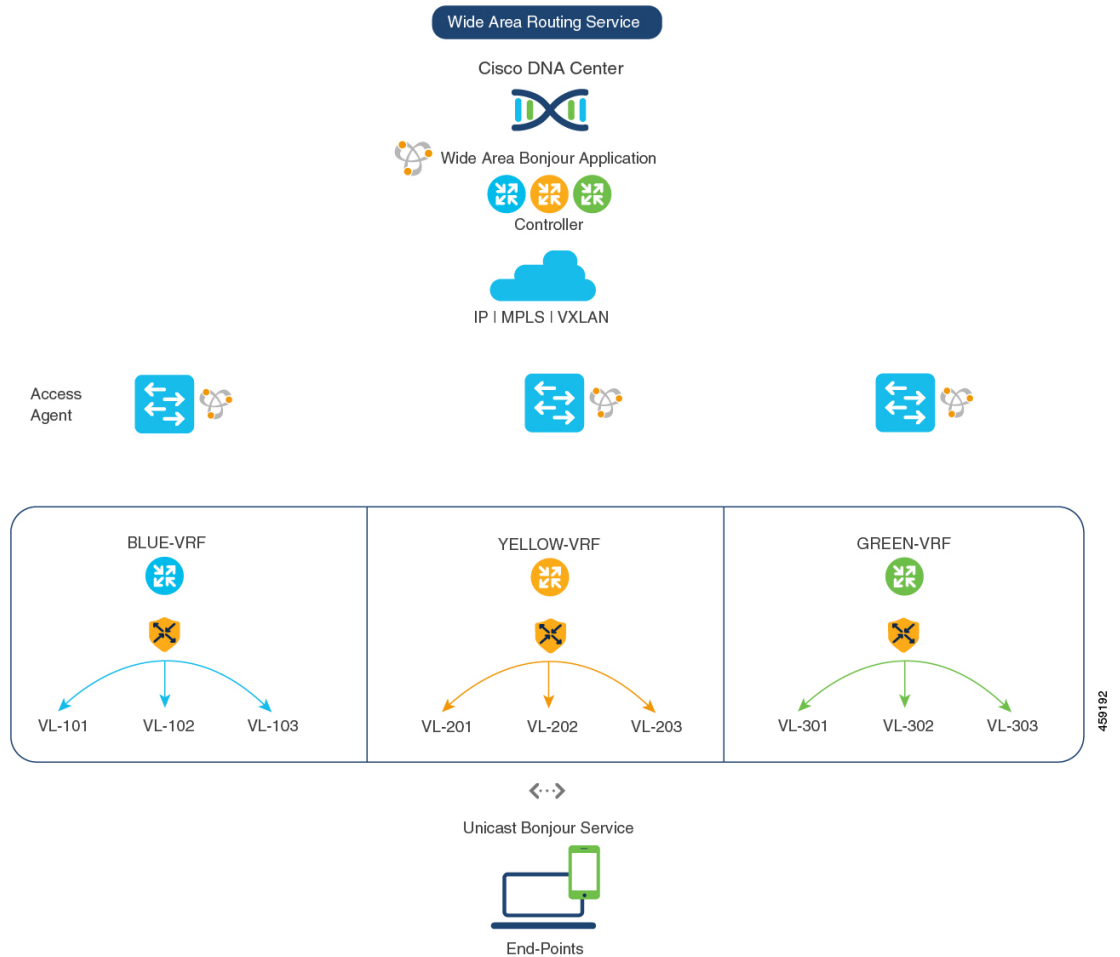 Wide Area Routing Service
Cisco DNA Center
Wide Area Bonjour Application
Controller
IP | MPLS | VXLAN
Access
Agent
BLUE-VRF
YELLOW-VRF
GREEN-VRF
VL-101
VL-102
VL-103
VL-201
VL-202
VL-203
VL-301
VL-302
VL-303
459192
Unicast Bonjour Service
End-Points